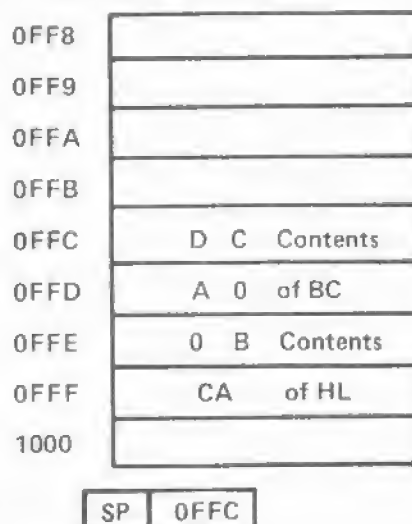 0FF8
0FF9
0FFA
0FFB
0FFC D C Contents
0FFD A 0 of BC
0FFE 0 B Contents
0FFF CA of HL
1000
SP 0FFC